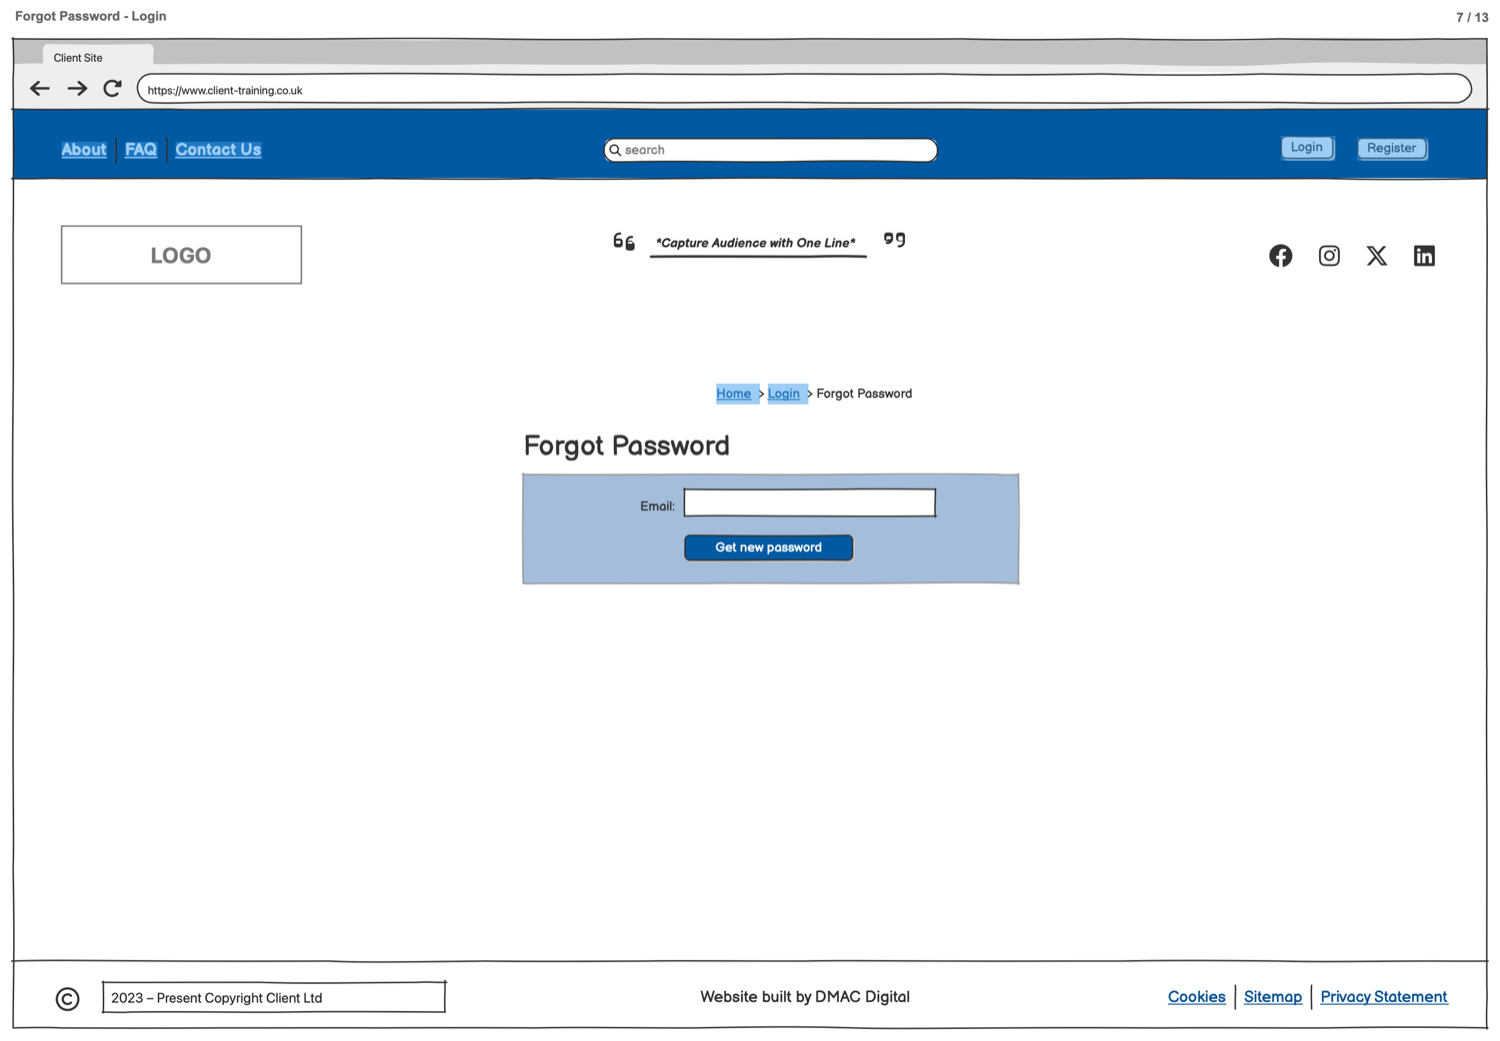 Forgot Password - Login
7 / 13
Client Site
https://www.client-training.co.uk
About FAQ Contact Us
search
Login
Register
LOGO
*Capture Audience with One Line*
Home > Login > Forgot Password
Forgot Password
Email:
Get new password
© 2023 – Present Copyright Client Ltd
Website built by DMAC Digital
Cookies Sitemap Privacy Statement